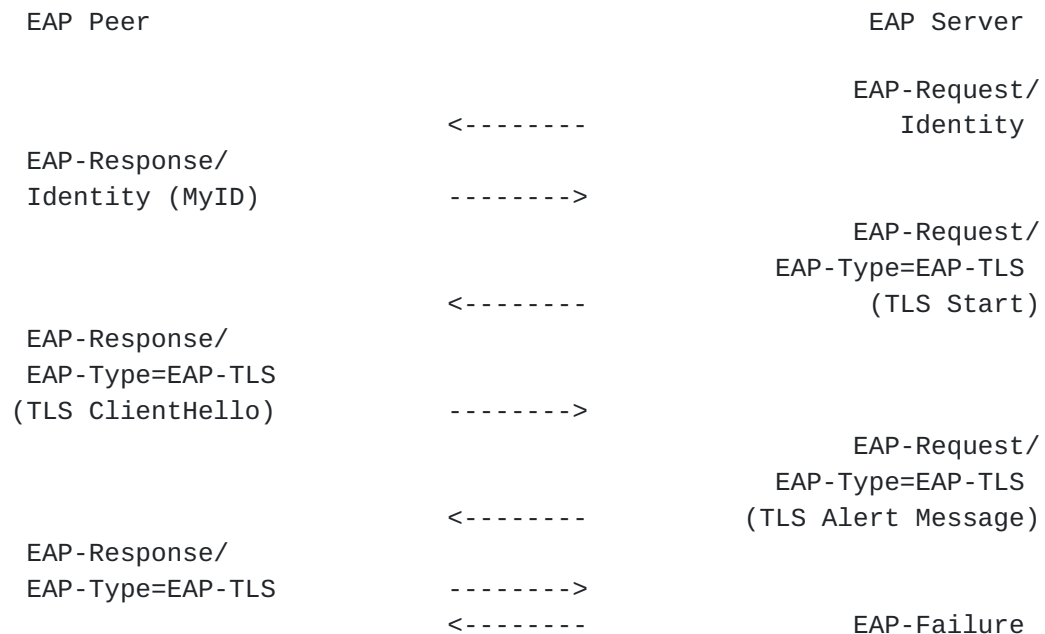 EAP Peer                                              EAP Server
                                                     EAP-Request/
                           <--------                    Identity
EAP-Response/
Identity (MyID)            -------->
                                                     EAP-Request/
                                                EAP-Type=EAP-TLS
                           <--------                  (TLS Start)
EAP-Response/
EAP-Type=EAP-TLS
(TLS ClientHello)          -------->
                                                     EAP-Request/
                                                EAP-Type=EAP-TLS
                           <--------          (TLS Alert Message)
EAP-Response/
EAP-Type=EAP-TLS           -------->
                           <--------                 EAP-Failure